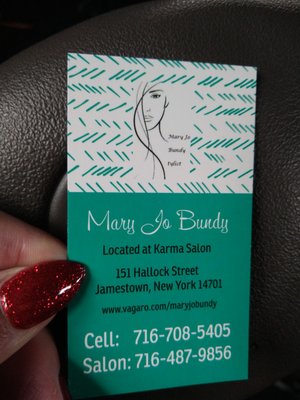 Mary Jo
Bundy
Stylist
Mary Jo Bundy
Located at Karma Salon
151 Hallock Street
Jamestown, New York 14701
www.vagaro.com/maryjobundy
Cell: 716-708-5405
Salon: 716-487-9856